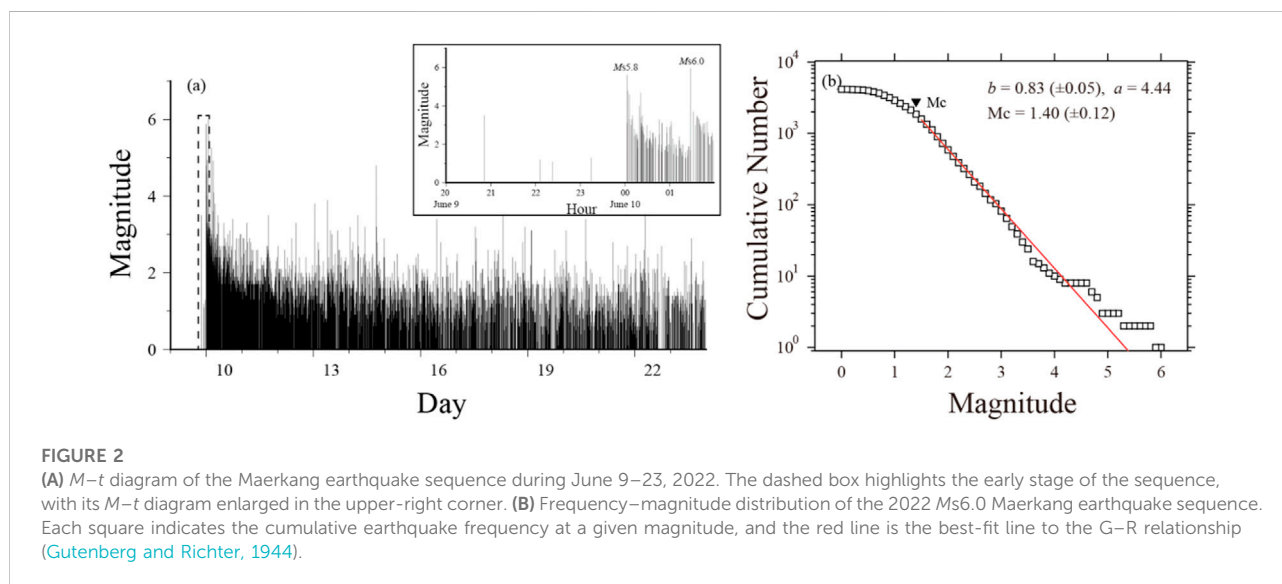 (a)
Magnitude
6
4
2
0
10
13
16
19
22
Day
Magnitude
6
4
2
0
Ms5.8
Ms6.0
20
21
22
23
00
01
June 9
June 10
Hour
(b)
b = 0.83 (±0.05), a = 4.44
Mc = 1.40 (±0.12)
Mc
Cumulative Number
10⁴
10³
10²
10¹
10⁰
0
1
2
3
4
5
6
Magnitude
FIGURE 2
(A) M–t diagram of the Maerkang earthquake sequence during June 9–23, 2022. The dashed box highlights the early stage of the sequence,
with its M–t diagram enlarged in the upper-right corner. (B) Frequency–magnitude distribution of the 2022 Ms6.0 Maerkang earthquake sequence.
Each square indicates the cumulative earthquake frequency at a given magnitude, and the red line is the best-fit line to the G–R relationship
(Gutenberg and Richter, 1944).